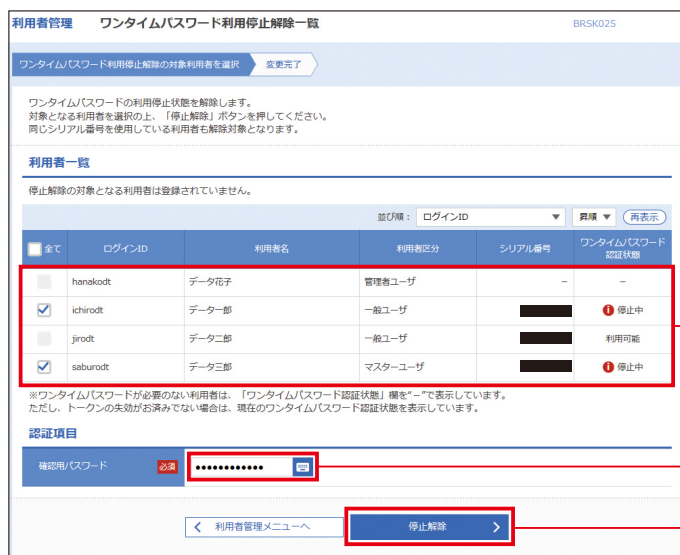 利用者管理 ワンタイムパスワード利用停止解除一覧 BRSK025
ワンタイムパスワード利用停止解除の対象利用者を選択 変更完了
ワンタイムパスワードの利用停止状態を解除します。
対象となる利用者を選択の上、「停止解除」ボタンを押してください。
同じシリアル番号を使用している利用者も解除対象となります。
利用者一覧
停止解除の対象となる利用者は登録されていません。
並び順： ログインID ▼ 昇順 ▼ 再表示
全て ログインID 利用者名 利用者区分 シリアル番号 ワンタイムパスワード
認証状態
hanakodt データ花子 管理者ユーザ － －
ichirodt データ一郎 一般ユーザ 停止中
jirodt データ二郎 一般ユーザ 利用可能
saburodt データ三郎 マスターユーザ 停止中
※ワンタイムパスワードが必要のない利用者は、「ワンタイムパスワード認証状態」欄を"－"で表示しています。
ただし、トークンの失効がお済みでない場合は、現在のワンタイムパスワード認証状態を表示しています。
認証項目
確認用パスワード 必須 ●●●●●●●●●●●●
利用者管理メニューへ 停止解除